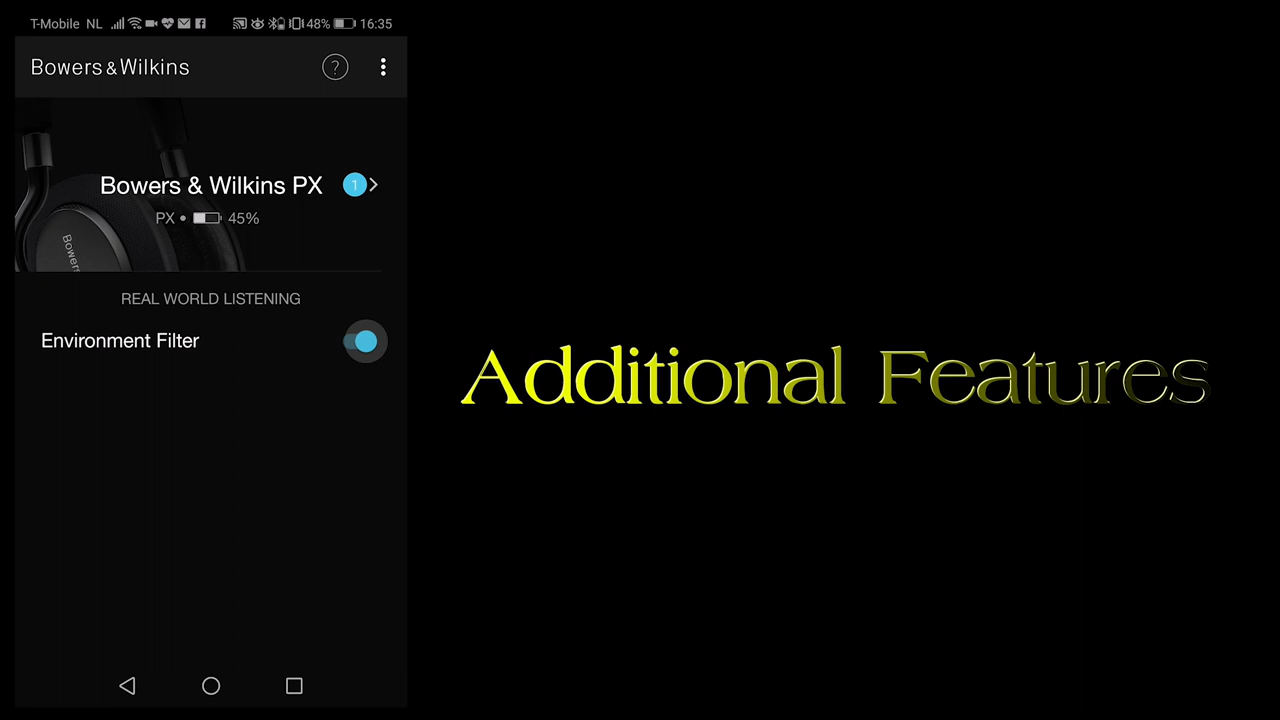 T-Mobile NL 48% 16:35
Bowers & Wilkins ?
Bowers & Wilkins PX 1
PX • 45%
Bowers
REAL WORLD LISTENING
Environment Filter
Additional Features